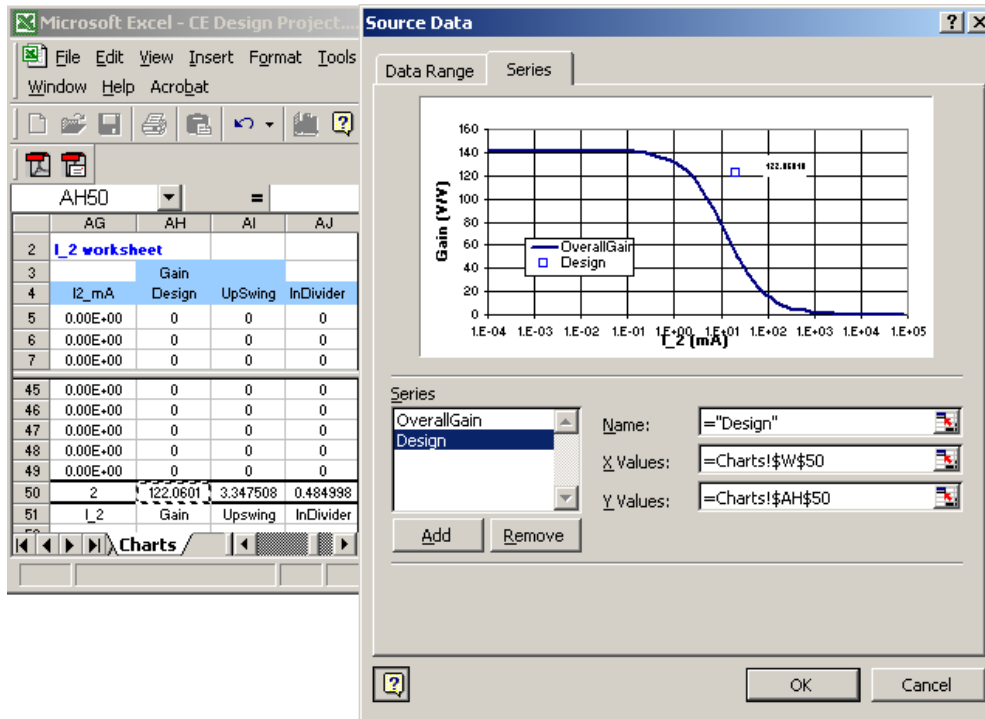 Microsoft Excel - CE Design Project....
File Edit View Insert Format Tools
Window Help Acrobat
AH50 =
AG AH AI AJ
2 I_2 worksheet
3 Gain
4 I2_mA Design UpSwing InDivider
5 0.00E+00 0 0 0
6 0.00E+00 0 0 0
7 0.00E+00 0 0 0
45 0.00E+00 0 0 0
46 0.00E+00 0 0 0
47 0.00E+00 0 0 0
48 0.00E+00 0 0 0
49 0.00E+00 0 0 0
50 2 122.0601 3.347508 0.484998
51 I_2 Gain Upswing InDivider
Charts
Source Data
Data Range Series
160
140
120
100
80
60
40
20
0
Gain (V/V)
OverallGain
Design
1.E-04 1.E-03 1.E-02 1.E-01 1.E+00 1.E+01 1.E+02 1.E+03 1.E+04 1.E+05
I_2 (mA)
Series
OverallGain
Design
Name: ="Design"
X Values: =Charts!$W$50
Y Values: =Charts!$AH$50
Add Remove
OK Cancel